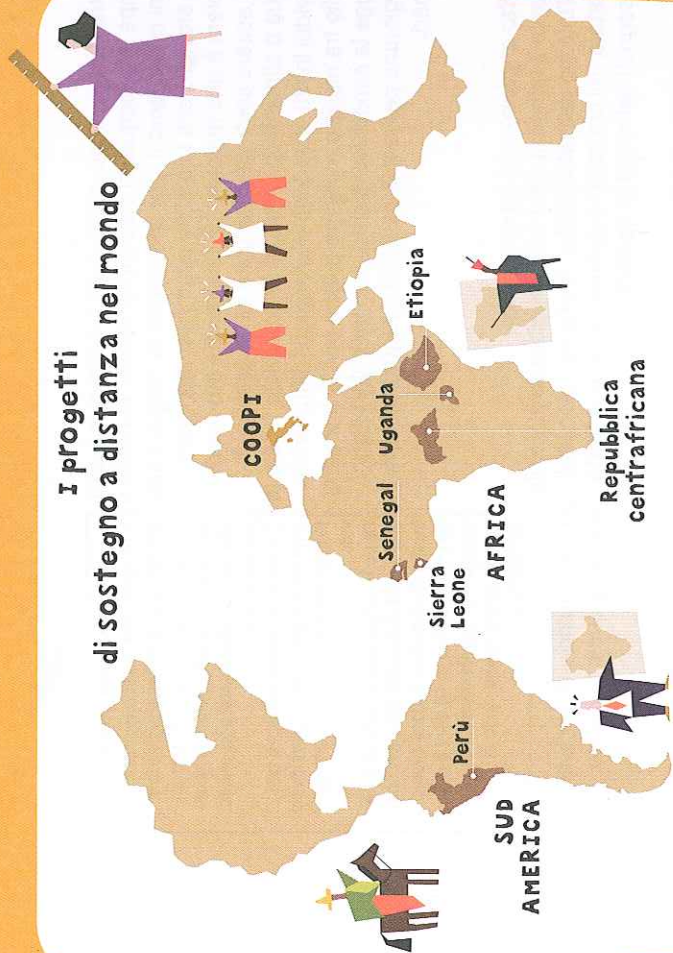 I progetti
di sostegno a distanza nel mondo
COOPI
Senegal
Uganda
Etiopia
Sierra
Leone
AFRICA
Repubblica
Centrafricana
Perù
SUD
AMERICA